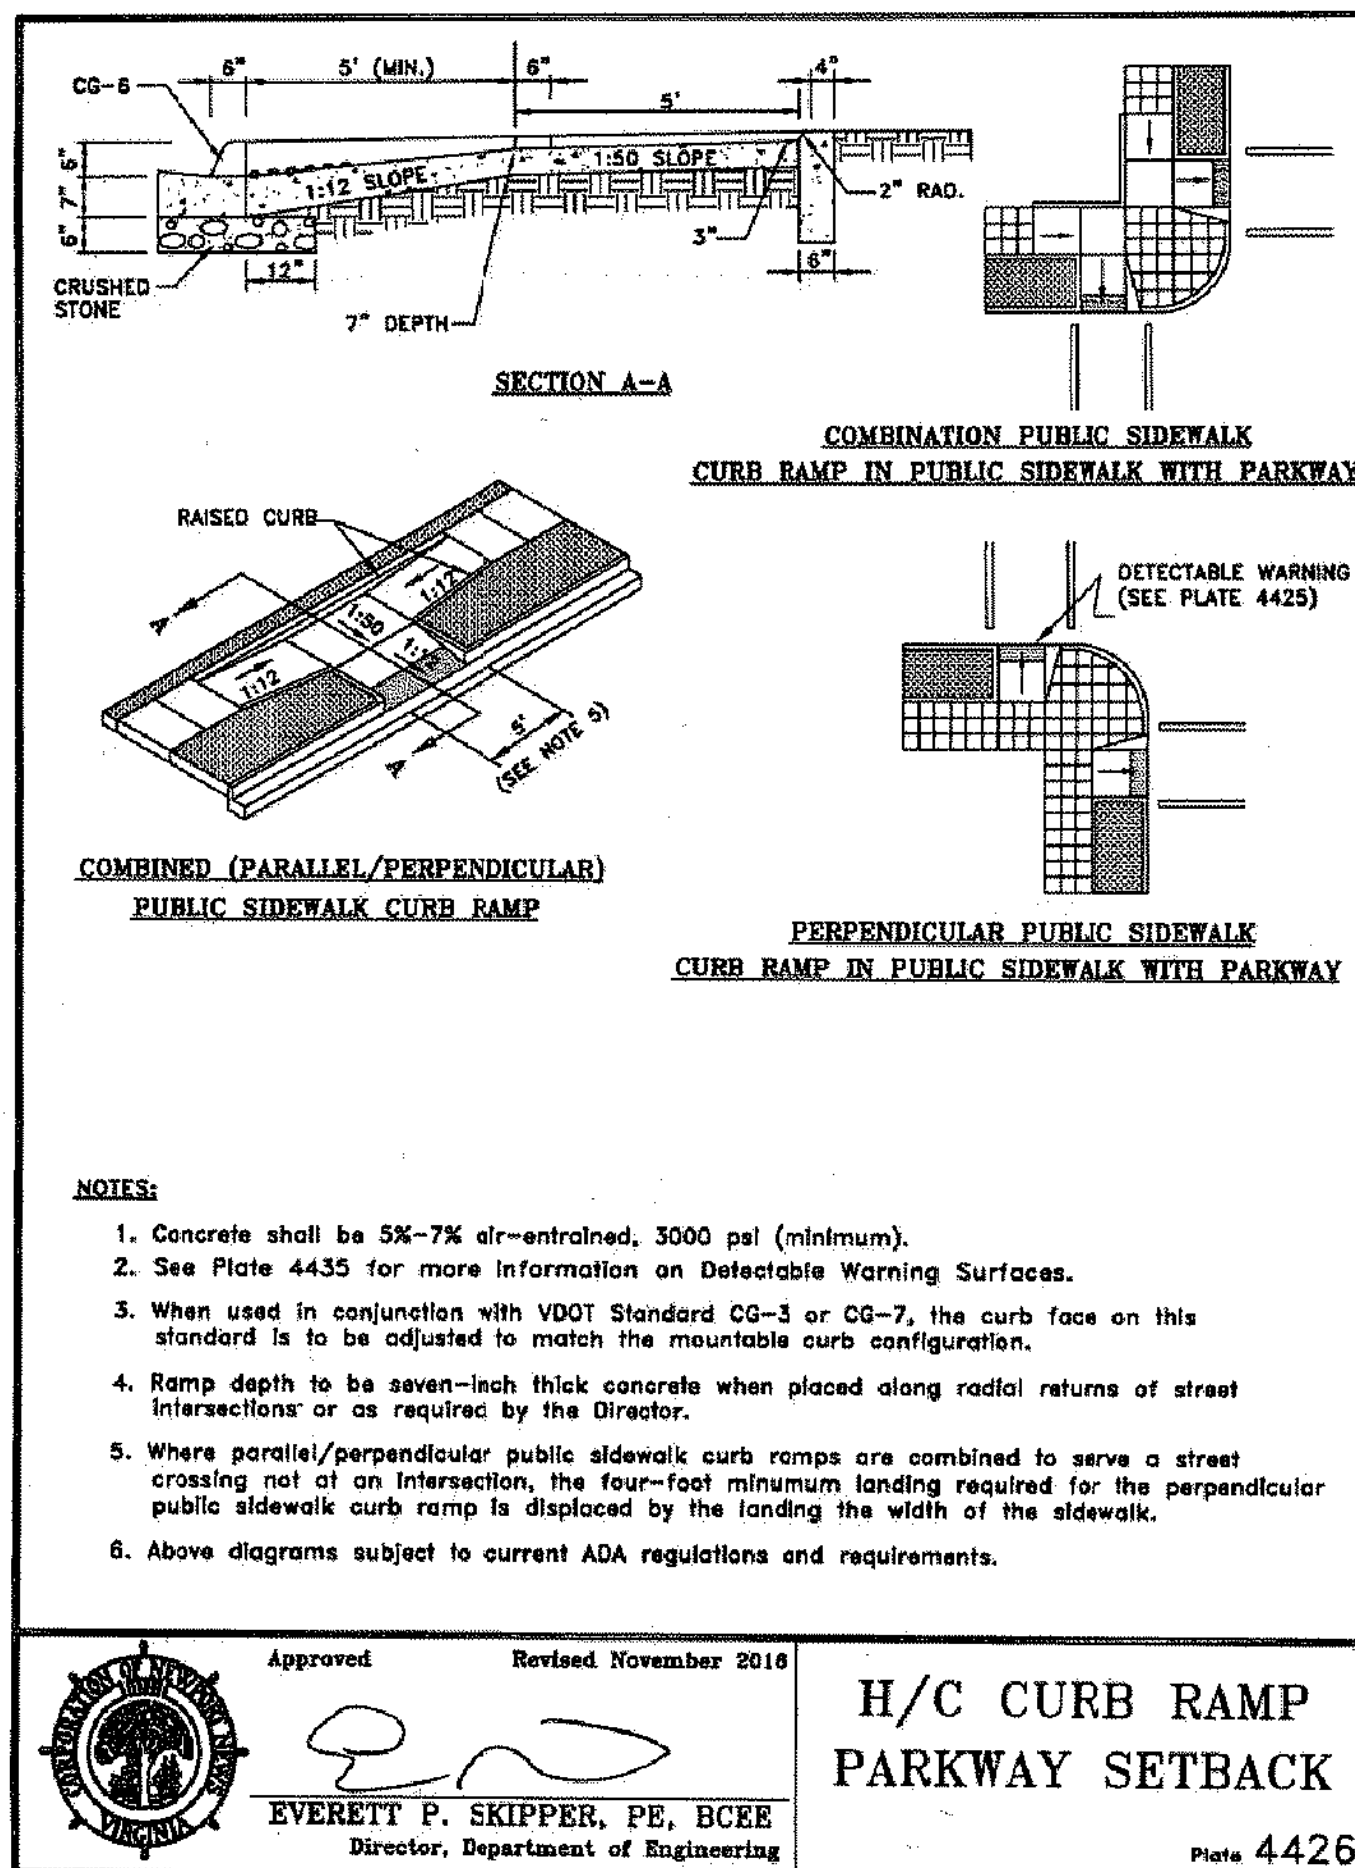 6"
5' (MIN.)
6"
4"
CG-6
5'
6"
7"
6"
1:12 SLOPE
1:50 SLOPE
2" RAD.
3"
12"
6"
CRUSHED
STONE
7" DEPTH
SECTION A-A
COMBINATION PUBLIC SIDEWALK
CURB RAMP IN PUBLIC SIDEWALK WITH PARKWAY
RAISED CURB
A
1:12
1:50
1:12
1:12
5'
A
(SEE NOTE 5)
COMBINED (PARALLEL/PERPENDICULAR)
PUBLIC SIDEWALK CURB RAMP
DETECTABLE WARNING
(SEE PLATE 4425)
PERPENDICULAR PUBLIC SIDEWALK
CURB RAMP IN PUBLIC SIDEWALK WITH PARKWAY
NOTES:
1. Concrete shall be 5%-7% air-entrained, 3000 psi (minimum).
2. See Plate 4435 for more information on Detectable Warning Surfaces.
3. When used in conjunction with VDOT Standard CG-3 or CG-7, the curb face on this
standard is to be adjusted to match the mountable curb configuration.
4. Ramp depth to be seven-inch thick concrete when placed along radial returns of street
intersections or as required by the Director.
5. Where parallel/perpendicular public sidewalk curb ramps are combined to serve a street
crossing not at an intersection, the four-foot minumum landing required for the perpendicular
public sidewalk curb ramp is displaced by the landing the width of the sidewalk.
6. Above diagrams subject to current ADA regulations and requirements.
CORPORATION OF NEWPORT NEWS
VIRGINIA
Approved Revised November 2016
EVERETT P. SKIPPER, PE, BCEE
Director, Department of Engineering
H/C CURB RAMP
PARKWAY SETBACK
Plate 4426